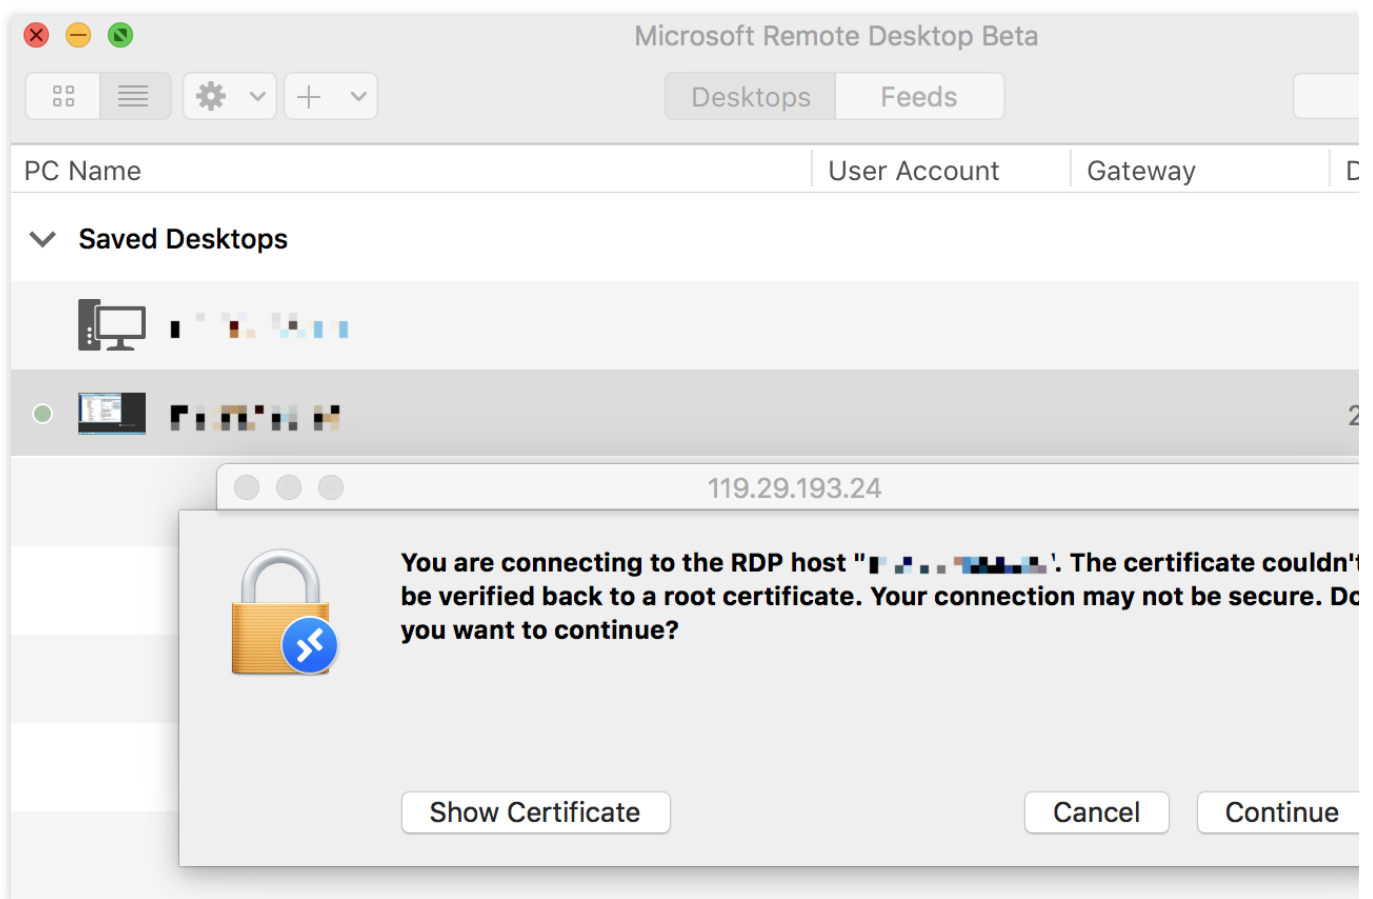 Microsoft Remote Desktop Beta
Desktops Feeds
PC Name User Account Gateway D
Saved Desktops
2
119.29.193.24
You are connecting to the RDP host "
'. The certificate couldn't
be verified back to a root certificate. Your connection may not be secure. Do
you want to continue?
Show Certificate Cancel Continue